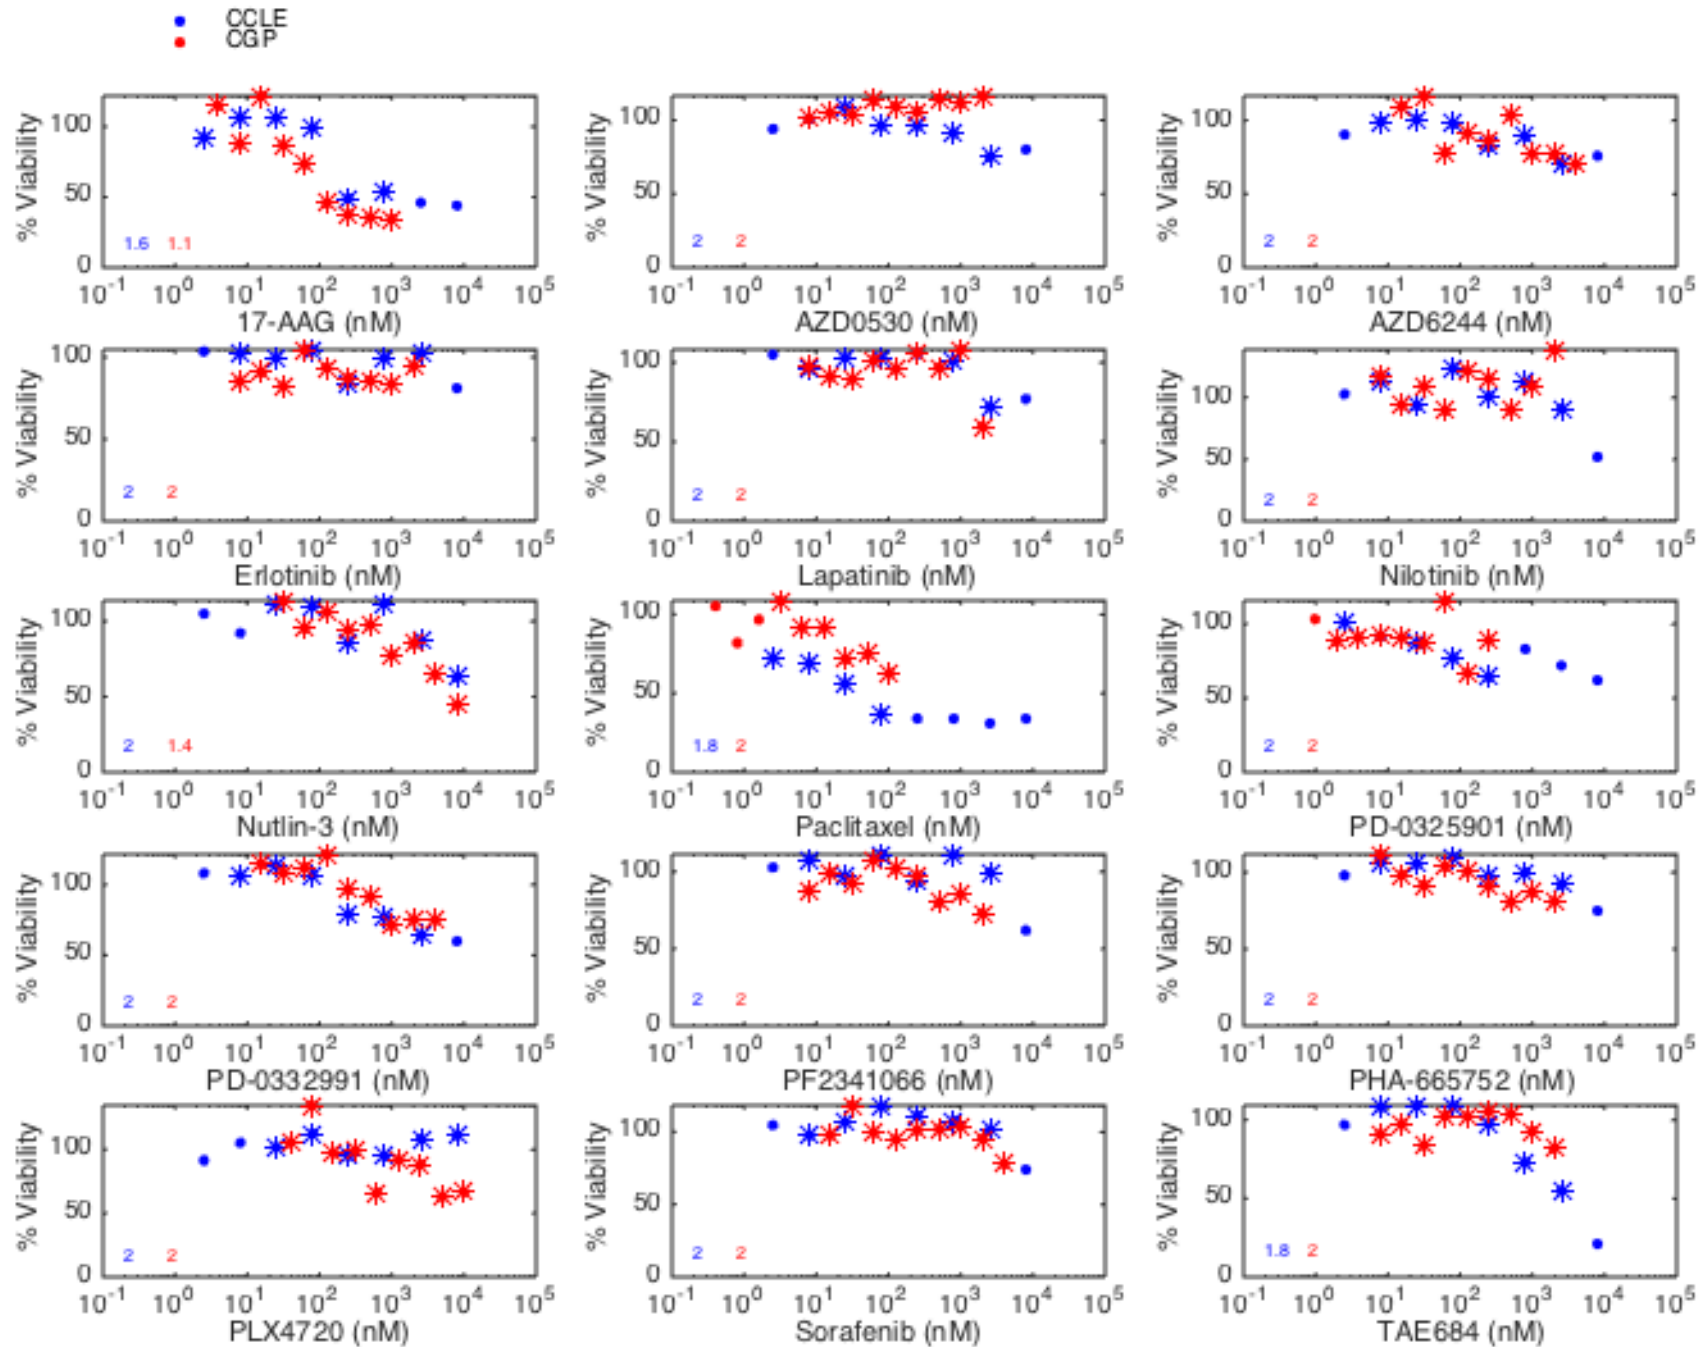 CCLE
CGP
% Viability
100
50
0
1.6 1.1
10^-1 10^0 10^1 10^2 10^3 10^4 10^5
17-AAG (nM)
% Viability
100
50
0
2 2
10^-1 10^0 10^1 10^2 10^3 10^4 10^5
AZD0530 (nM)
% Viability
100
50
0
2 2
10^-1 10^0 10^1 10^2 10^3 10^4 10^5
AZD6244 (nM)
% Viability
100
50
0
2 2
10^-1 10^0 10^1 10^2 10^3 10^4 10^5
Erlotinib (nM)
% Viability
100
50
0
2 2
10^-1 10^0 10^1 10^2 10^3 10^4 10^5
Lapatinib (nM)
% Viability
100
50
0
2 2
10^-1 10^0 10^1 10^2 10^3 10^4 10^5
Nilotinib (nM)
% Viability
100
50
0
2 1.4
10^-1 10^0 10^1 10^2 10^3 10^4 10^5
Nutlin-3 (nM)
% Viability
100
50
0
1.8 2
10^-1 10^0 10^1 10^2 10^3 10^4 10^5
Paclitaxel (nM)
% Viability
100
50
0
2 2
10^-1 10^0 10^1 10^2 10^3 10^4 10^5
PD-0325901 (nM)
% Viability
100
50
0
2 2
10^-1 10^0 10^1 10^2 10^3 10^4 10^5
PD-0332991 (nM)
% Viability
100
50
0
2 2
10^-1 10^0 10^1 10^2 10^3 10^4 10^5
PF2341066 (nM)
% Viability
100
50
0
2 2
10^-1 10^0 10^1 10^2 10^3 10^4 10^5
PHA-665752 (nM)
% Viability
100
50
0
2 2
10^-1 10^0 10^1 10^2 10^3 10^4 10^5
PLX4720 (nM)
% Viability
100
50
0
2 2
10^-1 10^0 10^1 10^2 10^3 10^4 10^5
Sorafenib (nM)
% Viability
100
50
0
1.8 2
10^-1 10^0 10^1 10^2 10^3 10^4 10^5
TAE684 (nM)